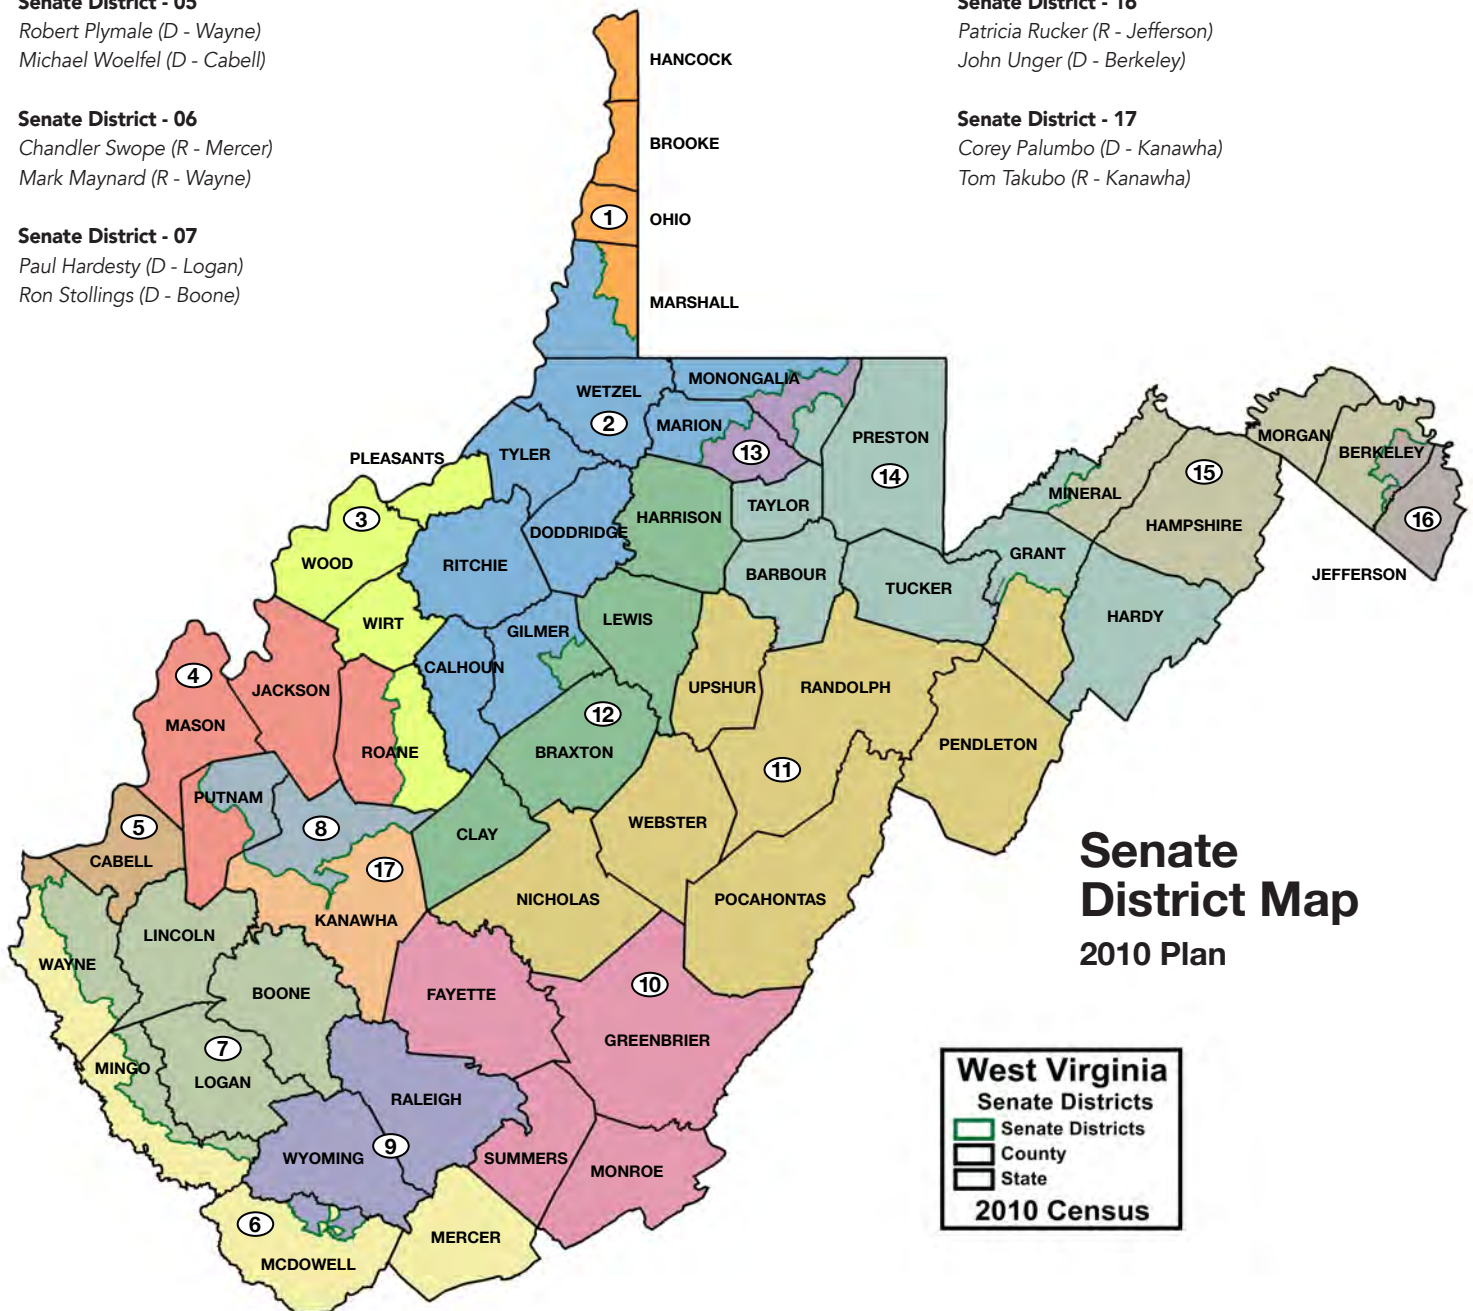 Senate District - 05
Robert Plymale (D - Wayne)
Michael Woelfel (D - Cabell)
Senate District - 06
Chandler Swope (R - Mercer)
Mark Maynard (R - Wayne)
Senate District - 07
Paul Hardesty (D - Logan)
Ron Stollings (D - Boone)
Senate District - 16
Patricia Rucker (R - Jefferson)
John Unger (D - Berkeley)
Senate District - 17
Corey Palumbo (D - Kanawha)
Tom Takubo (R - Kanawha)
HANCOCK
BROOKE
1
OHIO
MARSHALL
WETZEL
2
MONONGALIA
MARION
13
PRESTON
14
TYLER
PLEASANTS
3
WOOD
DODDRIDGE
HARRISON
TAYLOR
RITCHIE
BARBOUR
TUCKER
MINERAL
GRANT
HARDY
HAMPSHIRE
15
MORGAN
BERKELEY
16
JEFFERSON
WIRT
GILMER
LEWIS
CALHOUN
UPSHUR
RANDOLPH
PENDLETON
4
MASON
JACKSON
ROANE
12
BRAXTON
11
WEBSTER
PUTNAM
8
CLAY
5
CABELL
17
KANAWHA
NICHOLAS
POCAHONTAS
LINCOLN
WAYNE
BOONE
FAYETTE
10
GREENBRIER
MINGO
7
LOGAN
RALEIGH
WYOMING
9
SUMMERS
MONROE
6
MCDOWELL
MERCER
Senate
District Map
2010 Plan
West Virginia
Senate Districts
Senate Districts
County
State
2010 Census